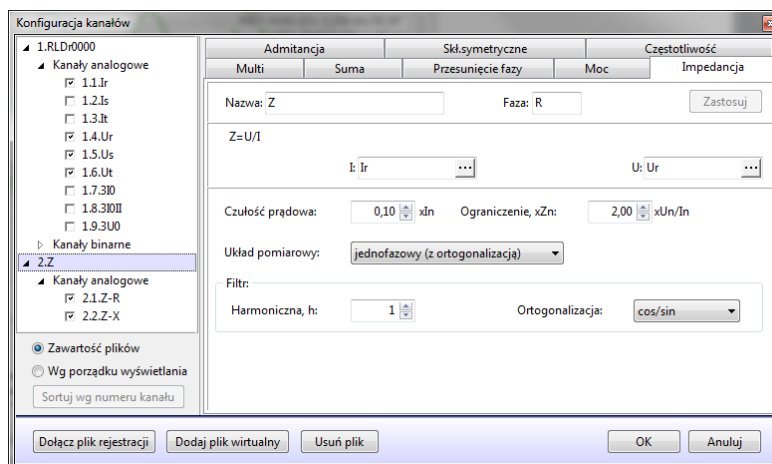 Konfiguracja kanałów
1.RLDr0000
Kanały analogowe
1.1.Ir
1.2.Is
1.3.It
1.4.Ur
1.5.Us
1.6.Ut
1.7.3I0
1.8.3I0II
1.9.3U0
Kanały binarne
2.Z
Kanały analogowe
2.1.Z-R
2.2.Z-X
Zawartość plików
Wg porządku wyświetlania
Sortuj wg numeru kanału
Admitancja Skł.symetryczne Częstotliwość
Multi Suma Przesunięcie fazy Moc Impedancja
Nazwa: Z Faza: R Zastosuj
Z=U/I
I: Ir ... U: Ur ...
Czułość prądowa: 0,10 xIn Ograniczenie, xZn: 2,00 xUn/In
Układ pomiarowy: jednofazowy (z ortogonalizacją)
Filtr:
Harmoniczna, h: 1 Ortogonalizacja: cos/sin
Dołącz plik rejestracji Dodaj plik wirtualny Usuń plik OK Anuluj